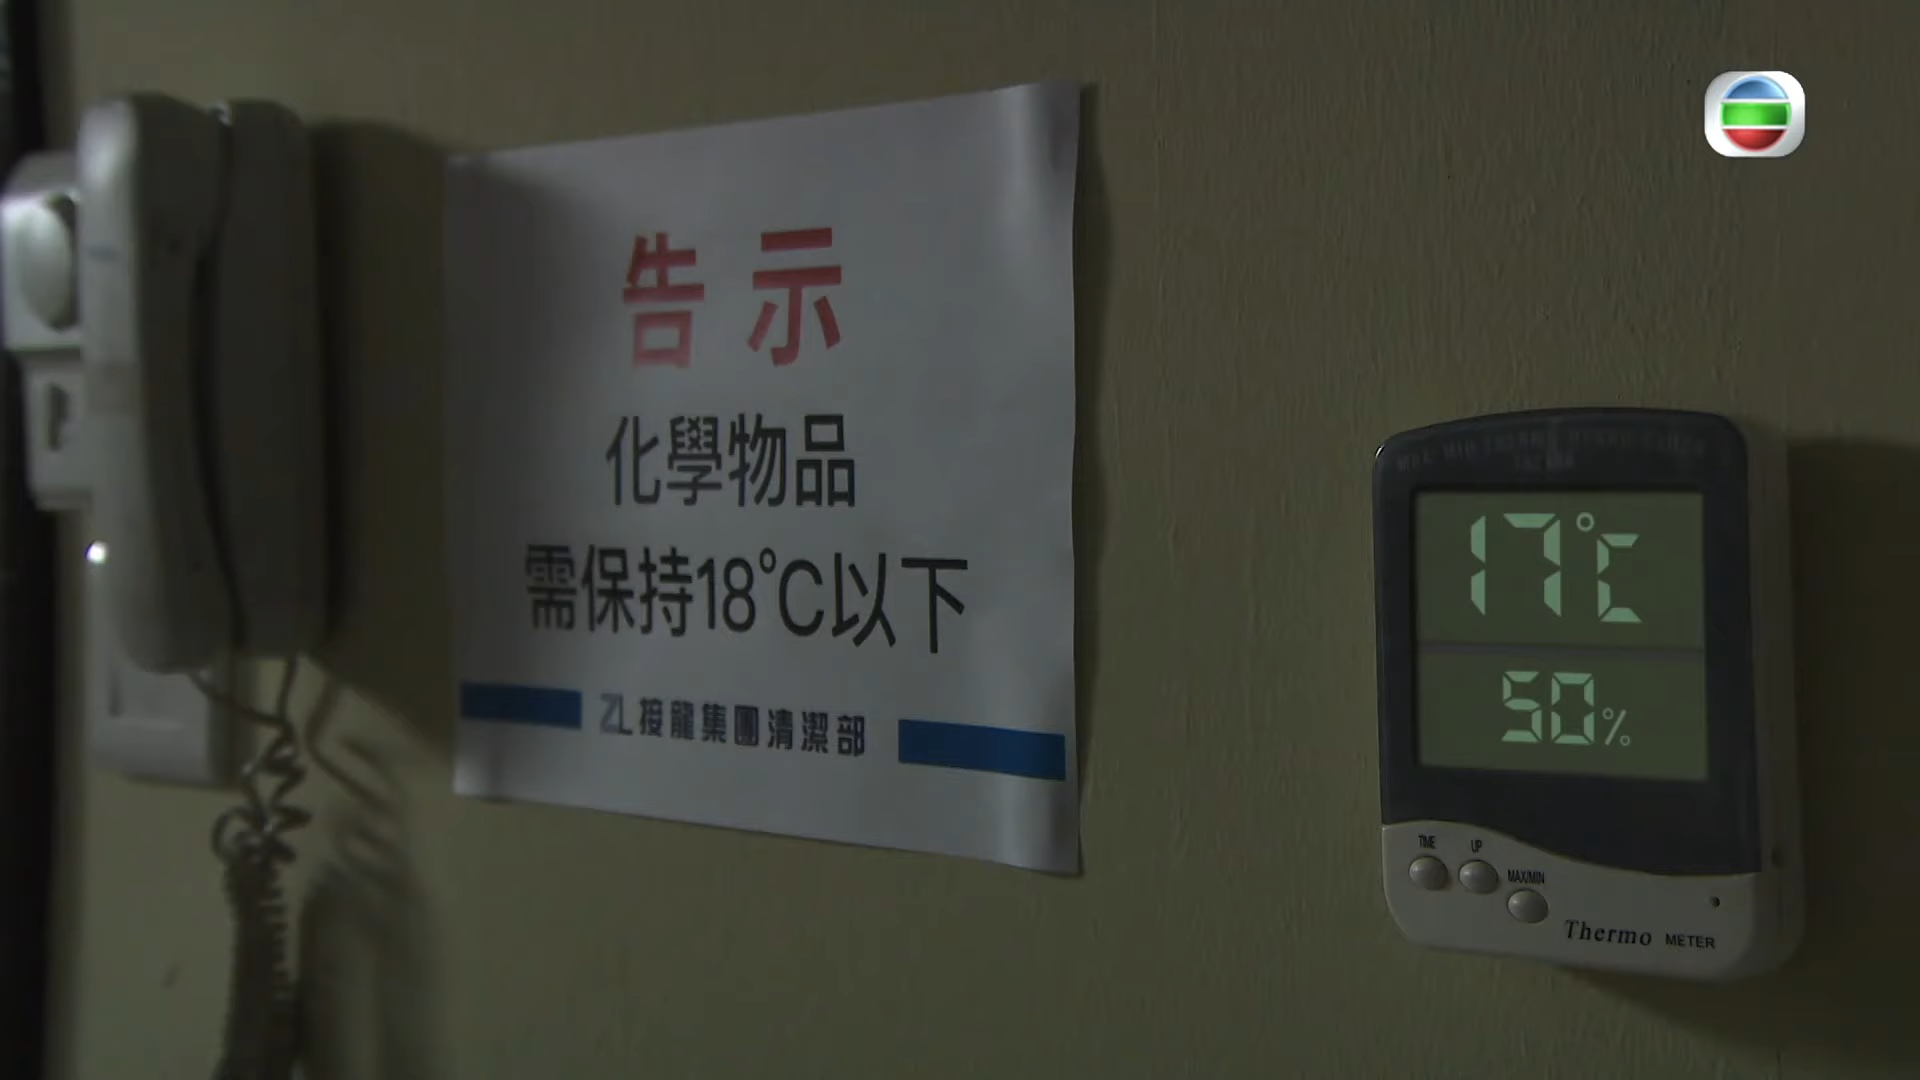 告示
化學物品
需保持18°C以下
ZL接龍集團清潔部
17°C
50%
TIME UP
MAX/MIN
Thermo METER